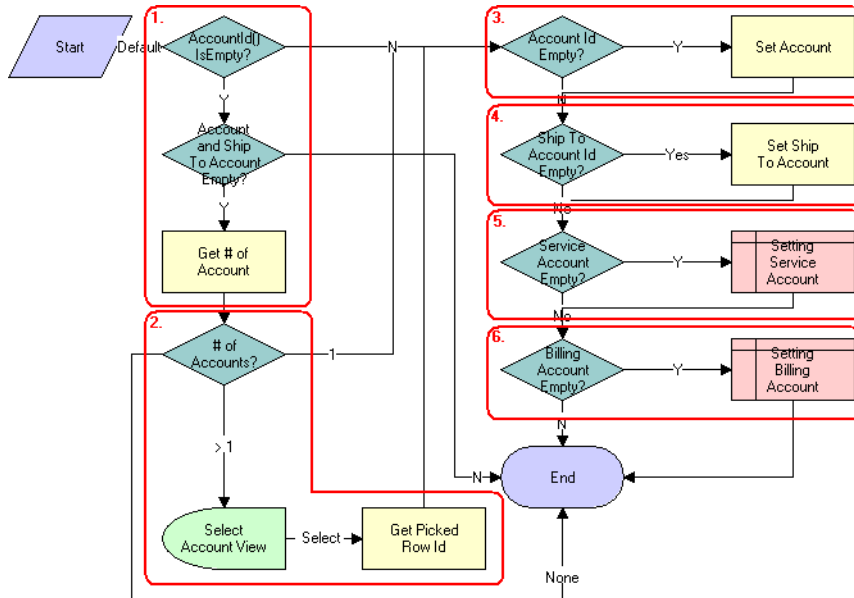 1.
Start
Default
AccountId()
IsEmpty?
N
Y
Account
and Ship
To Account
Empty?
Y
N
Get # of
Account
2.
# of
Accounts?
1
> 1
Select
Account View
Select
Get Picked
Row Id
None
3.
Account Id
Empty?
Y
Set Account
N
4.
Ship To
Account Id
Empty?
Yes
Set Ship
To Account
No
5.
Service
Account
Empty?
Y
Setting
Service
Account
No
6.
Billing
Account
Empty?
Y
Setting
Billing
Account
N
End